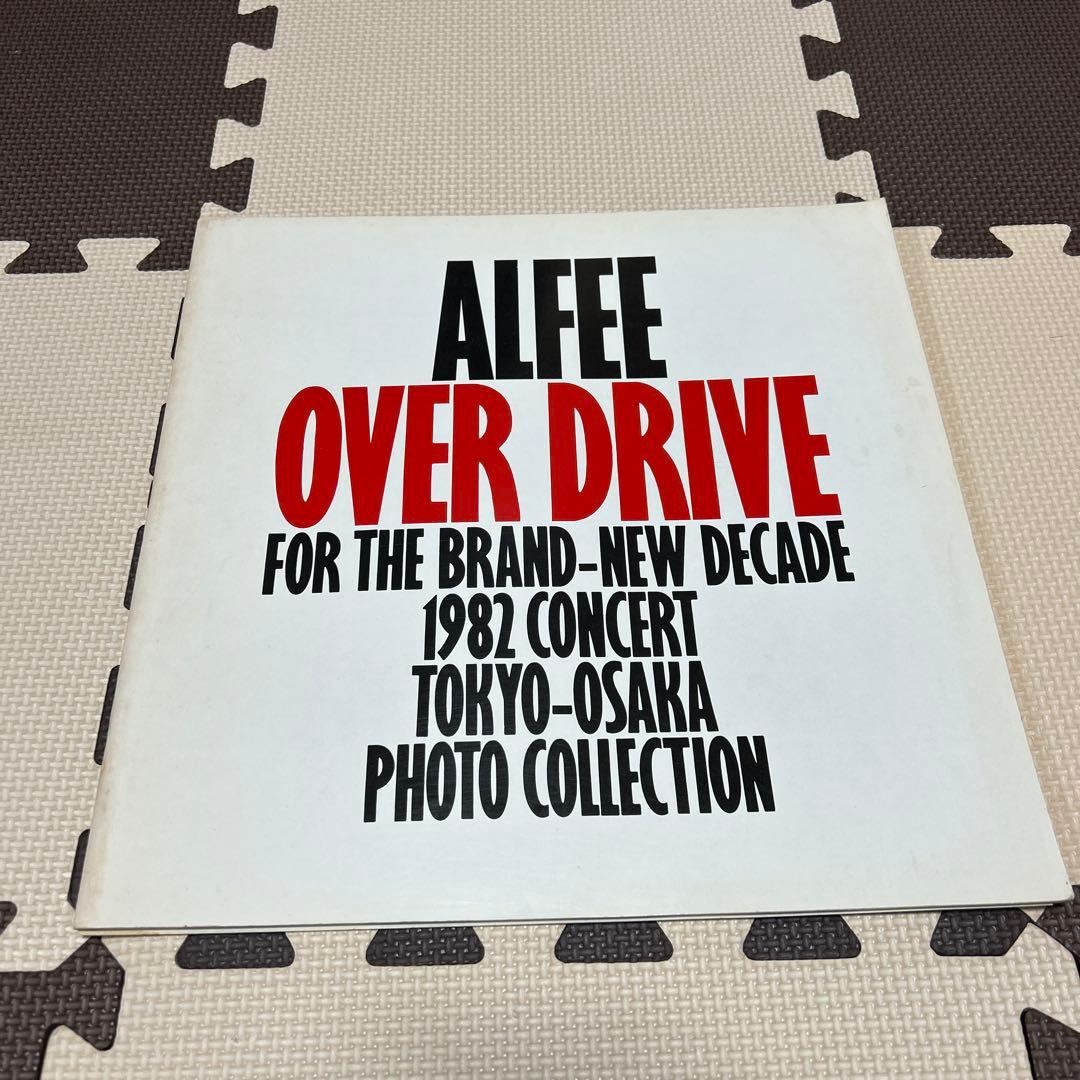 ALFEE
OVER DRIVE
FOR THE BRAND-NEW DECADE
1982 CONCERT
TOKYO-OSAKA
PHOTO COLLECTION